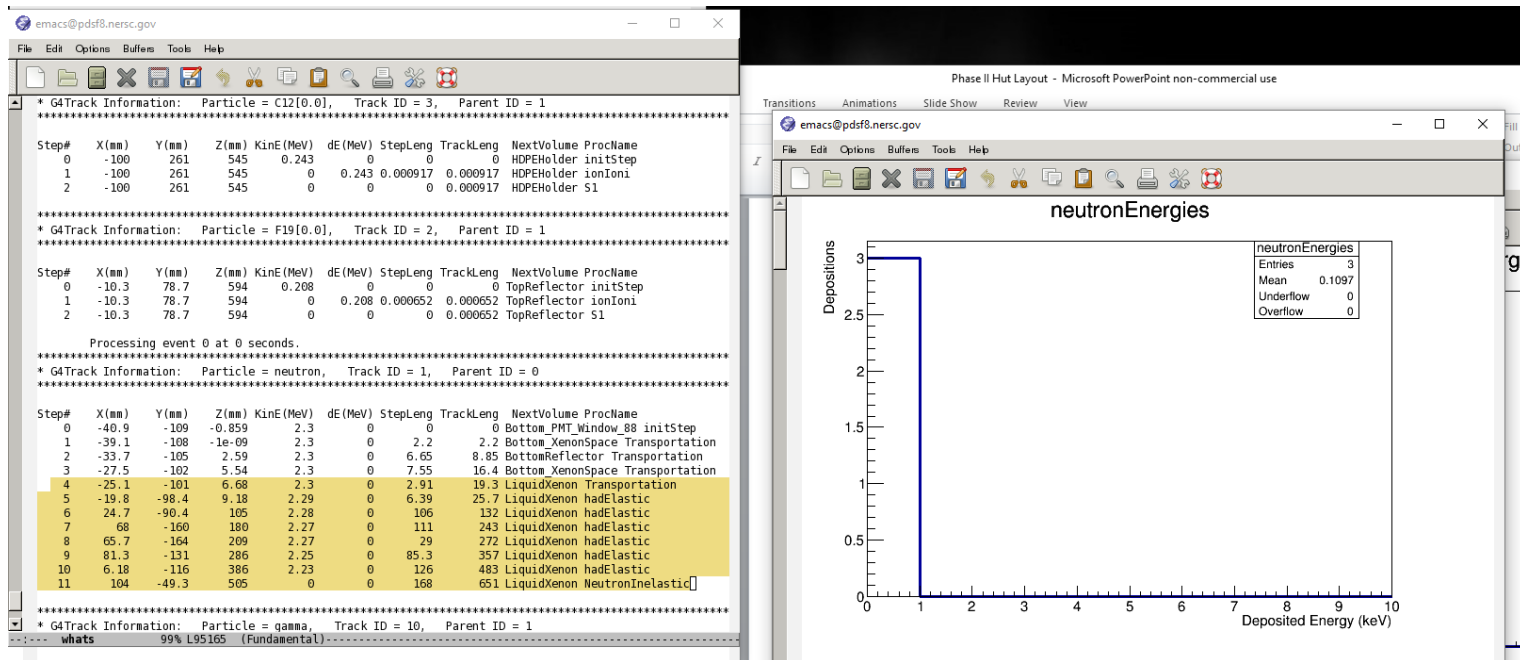 emacs@pdsf8.nersc.gov
File Edit Options Buffers Tools Help
* G4Track Information: Particle = C12[0.0], Track ID = 3, Parent ID = 1
Step# X(mm) Y(mm) Z(mm) KinE(MeV) dE(MeV) StepLeng TrackLeng NextVolume ProcName
0 -100 261 545 0.243 0 0 0 HDPEHolder initStep
1 -100 261 545 0 0.243 0.000917 0.000917 HDPEHolder ionIoni
2 -100 261 545 0 0 0 0.000917 HDPEHolder S1
************************************************************************************************
* G4Track Information: Particle = F19[0.0], Track ID = 2, Parent ID = 1
************************************************************************************************
Step# X(mm) Y(mm) Z(mm) KinE(MeV) dE(MeV) StepLeng TrackLeng NextVolume ProcName
0 -10.3 78.7 594 0.208 0 0 0 TopReflector initStep
1 -10.3 78.7 594 0 0.208 0.000652 0.000652 TopReflector ionIoni
2 -10.3 78.7 594 0 0 0 0.000652 TopReflector S1
Processing event 0 at 0 seconds.
************************************************************************************************
* G4Track Information: Particle = neutron, Track ID = 1, Parent ID = 0
************************************************************************************************
Step# X(mm) Y(mm) Z(mm) KinE(MeV) dE(MeV) StepLeng TrackLeng NextVolume ProcName
0 -40.9 -109 -0.859 2.3 0 0 0 Bottom_PMT_Window_88 initStep
1 -39.1 -108 -1e-09 2.3 0 2.2 2.2 Bottom_XenonSpace Transportation
2 -33.7 -105 2.59 2.3 0 6.65 8.85 BottomReflector Transportation
3 -27.5 -102 5.54 2.3 0 7.55 16.4 Bottom_XenonSpace Transportation
4 -25.1 -101 6.68 2.3 0 2.91 19.3 LiquidXenon Transportation
5 -19.8 -98.4 9.18 2.29 0 6.39 25.7 LiquidXenon hadElastic
6 24.7 -90.4 105 2.28 0 106 132 LiquidXenon hadElastic
7 68 -160 180 2.27 0 111 243 LiquidXenon hadElastic
8 65.7 -164 209 2.27 0 29 272 LiquidXenon hadElastic
9 81.3 -131 286 2.25 0 85.3 357 LiquidXenon hadElastic
10 6.18 -116 386 2.23 0 126 483 LiquidXenon hadElastic
11 104 -49.3 505 0 0 168 651 LiquidXenon NeutronInelastic
************************************************************************************************
* G4Track Information: Particle = gamma, Track ID = 10, Parent ID = 1
--:--- whats 99% L95165 (Fundamental)
Phase II Hut Layout - Microsoft PowerPoint non-commercial use
Transitions Animations Slide Show Review View
emacs@pdsf8.nersc.gov
File Edit Options Buffers Tools Help
neutronEnergies
neutronEnergies
Entries 3
Mean 0.1097
Underflow 0
Overflow 0
Depositions
3
2.5
2
1.5
1
0.5
0
0 1 2 3 4 5 6 7 8 9 10
Deposited Energy (keV)